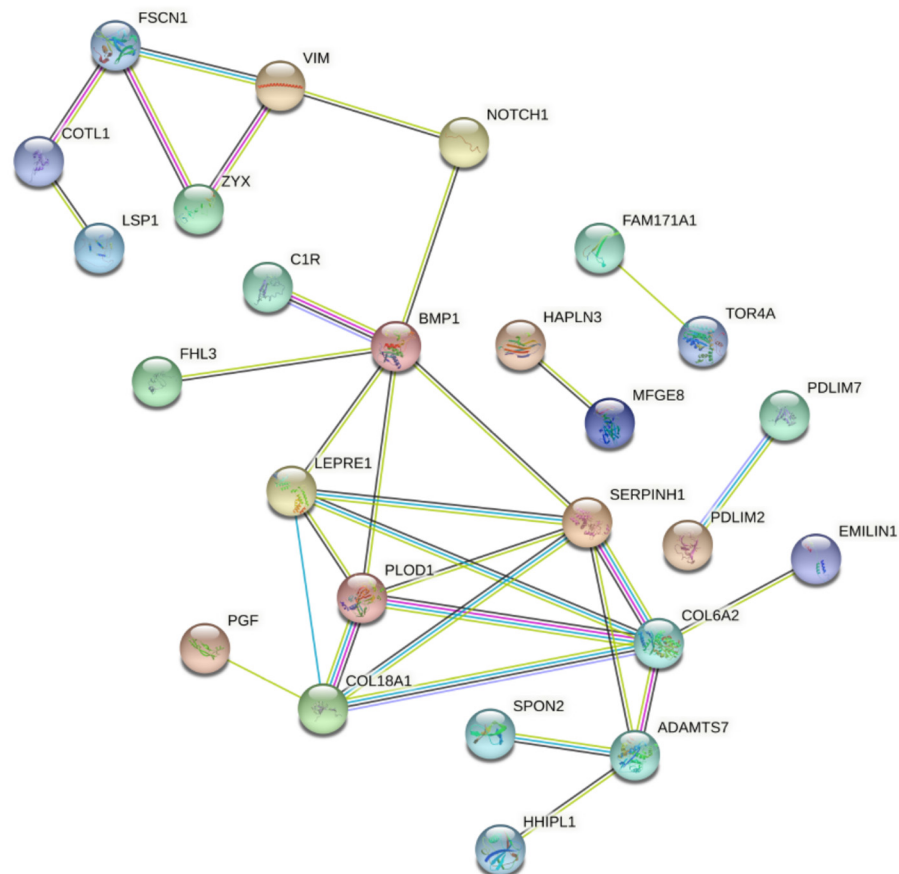 FSCN1
VIM
NOTCH1
COTL1
ZYX
LSP1
FAM171A1
C1R
TOR4A
HAPLN3
BMP1
FHL3
MFGE8
PDLIM7
LEPRE1
SERPINH1
PDLIM2
EMILIN1
PLOD1
COL6A2
PGF
COL18A1
SPON2
ADAMTS7
HHIPL1